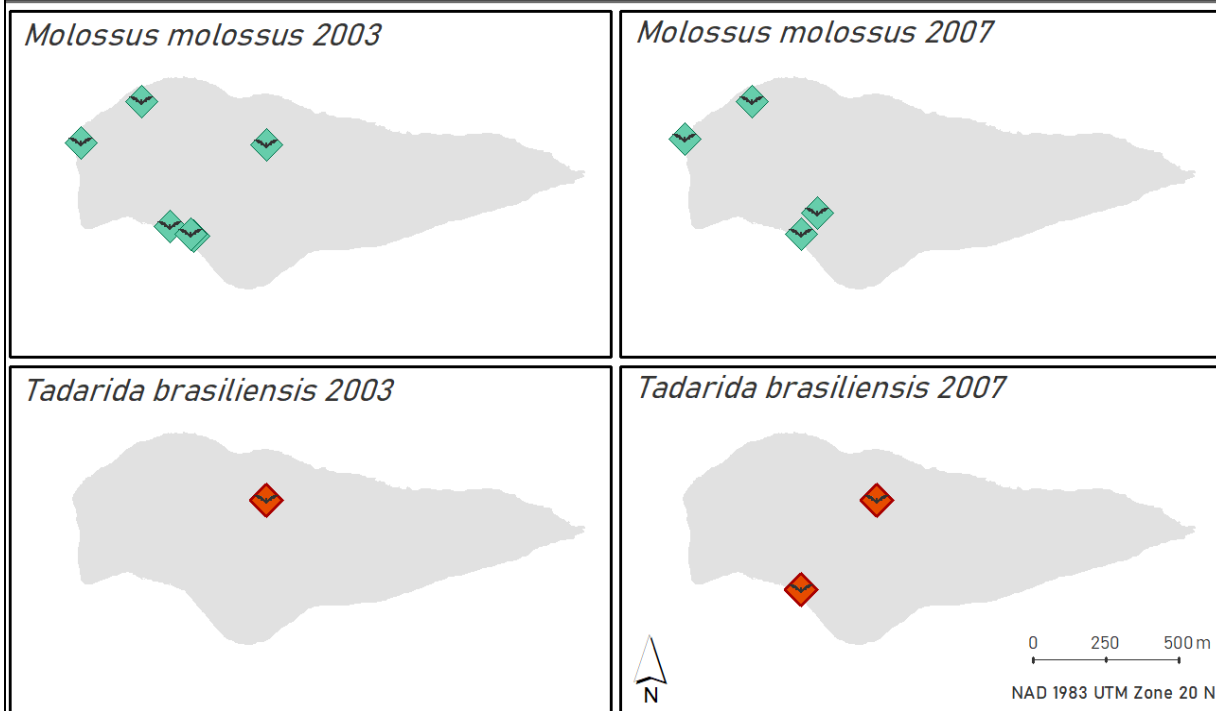 Molossus molossus 2003
Molossus molossus 2007
Tadarida brasiliensis 2003
Tadarida brasiliensis 2007
0 250 500 m
N
NAD 1983 UTM Zone 20 N